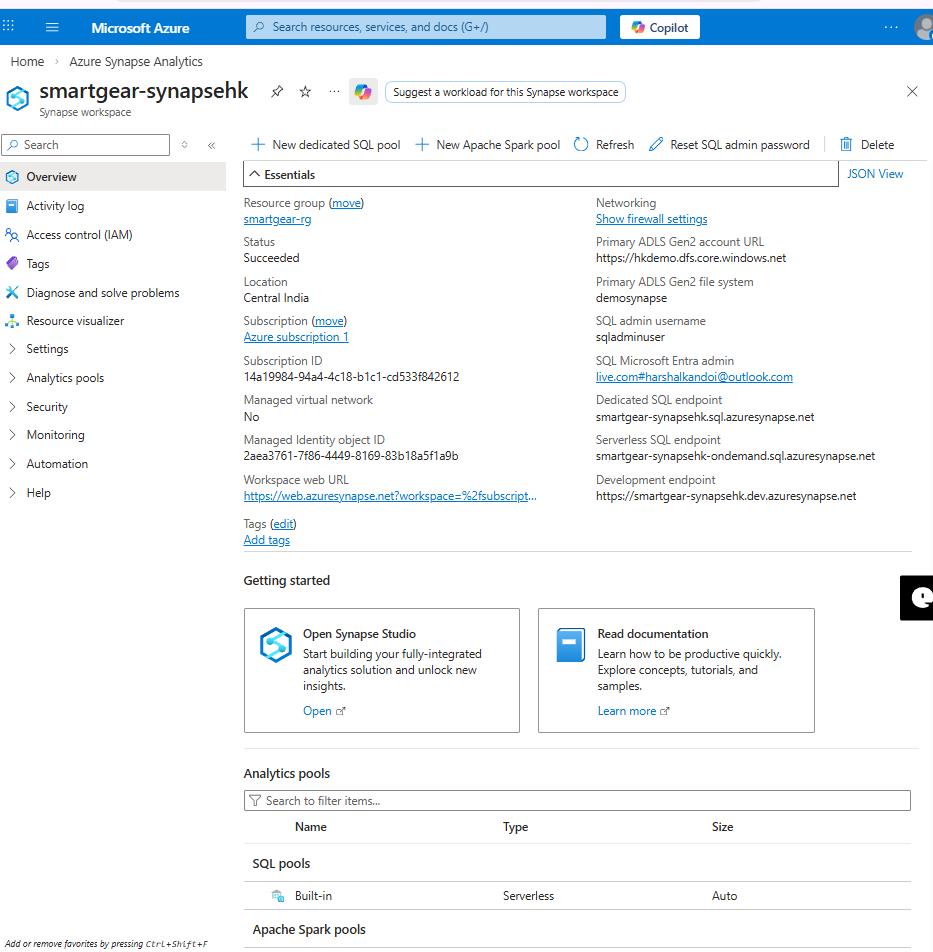 Microsoft Azure
Search resources, services, and docs (G+/)
Copilot
Home > Azure Synapse Analytics
smartgear-synapsehk
Suggest a workload for this Synapse workspace
Synapse workspace
Search
New dedicated SQL pool
New Apache Spark pool
Refresh
Reset SQL admin password
Delete
Overview
Activity log
Access control (IAM)
Tags
Diagnose and solve problems
Resource visualizer
Settings
Analytics pools
Security
Monitoring
Automation
Help
Essentials
JSON View
Resource group (move)
smartgear-rg
Status
Succeeded
Location
Central India
Subscription (move)
Azure subscription 1
Subscription ID
14a19984-94a4-4c18-b1c1-cd533f842612
Managed virtual network
No
Managed Identity object ID
2aea3761-7f86-4449-8169-83b18a5f1a9b
Workspace web URL
https://web.azuresynapse.net?workspace=%2fsubscript...
Tags (edit)
Add tags
Networking
Show firewall settings
Primary ADLS Gen2 account URL
https://hkdemo.dfs.core.windows.net
Primary ADLS Gen2 file system
demosynapse
SQL admin username
sqladminuser
SQL Microsoft Entra admin
live.com#harshalkandoi@outlook.com
Dedicated SQL endpoint
smartgear-synapsehk.sql.azuresynapse.net
Serverless SQL endpoint
smartgear-synapsehk-ondemand.sql.azuresynapse.net
Development endpoint
https://smartgear-synapsehk.dev.azuresynapse.net
Getting started
Open Synapse Studio
Start building your fully-integrated
analytics solution and unlock new
insights.
Open
Read documentation
Learn how to be productive quickly.
Explore concepts, tutorials, and
samples.
Learn more
Analytics pools
Search to filter items...
Name Type Size
SQL pools
Built-in Serverless Auto
Apache Spark pools
Add or remove favorites by pressing Ctrl+Shift+F